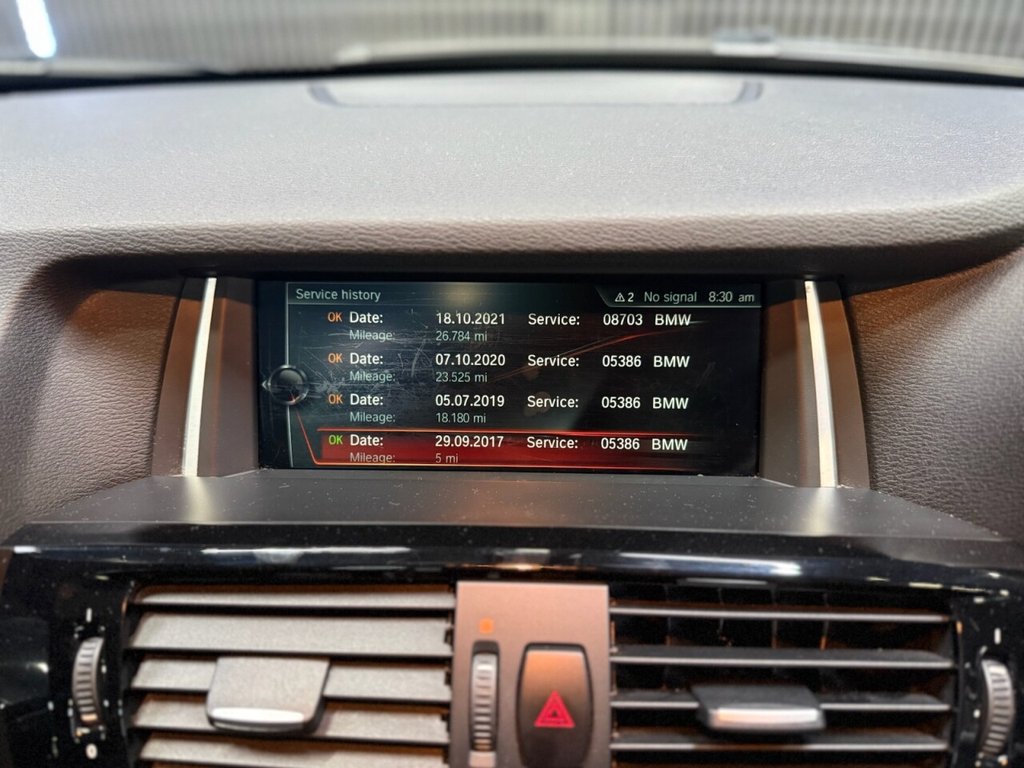 Service history 2 No signal 8:30 am
OK Date: 18.10.2021 Service: 08703 BMW
Mileage: 26.784 mi
OK Date: 07.10.2020 Service: 05386 BMW
Mileage: 23.525 mi
OK Date: 05.07.2019 Service: 05386 BMW
Mileage: 18.180 mi
OK Date: 29.09.2017 Service: 05386 BMW
Mileage: 5 mi